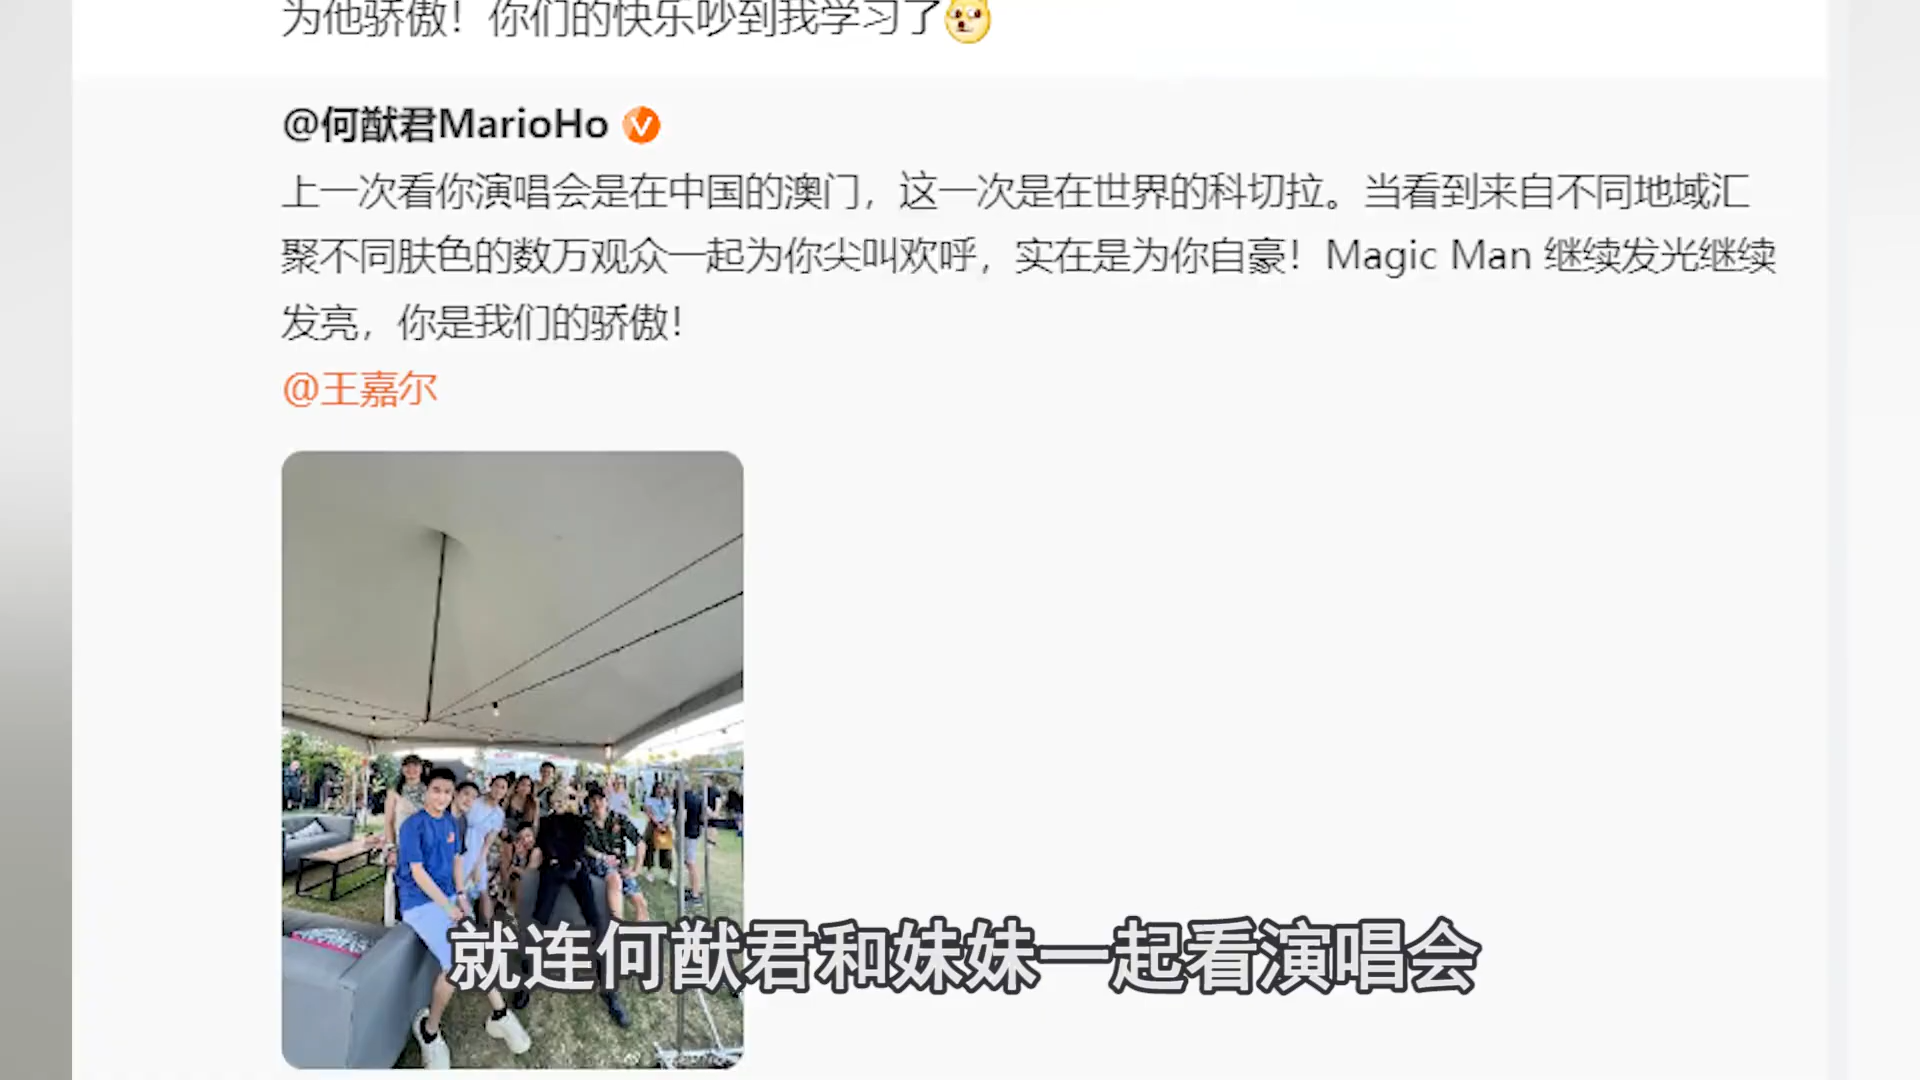 为他骄傲！你们的快乐吵到我学习了
@何猷君MarioHo
上一次看你演唱会是在中国的澳门，这一次是在世界的科切拉。当看到来自不同地域汇
聚不同肤色的数万观众一起为你尖叫欢呼，实在是为你自豪！Magic Man 继续发光继续
发亮，你是我们的骄傲！
@王嘉尔
就连何猷君和妹妹一起看演唱会